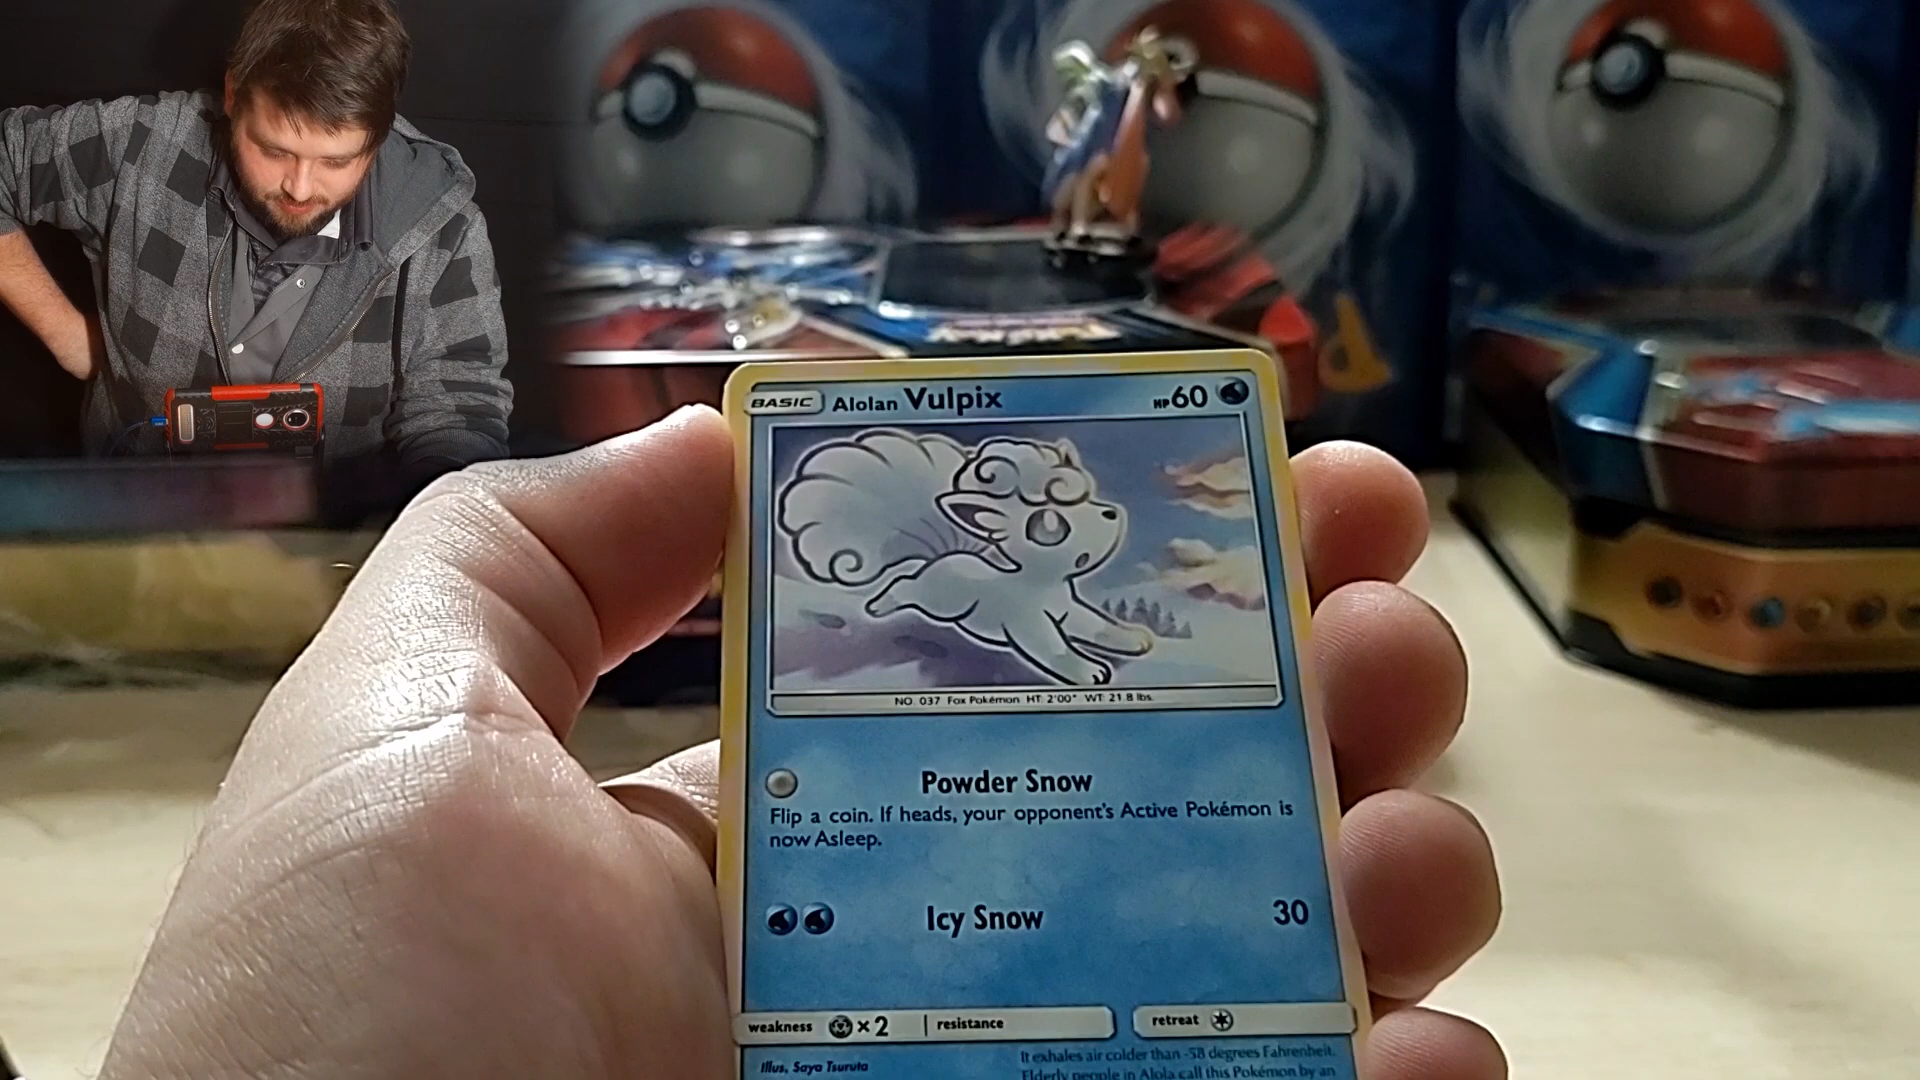 BASIC Alolan Vulpix HP 60
NO. 037 Fox Pokémon HT: 2'00" WT: 21.8 lbs.
Powder Snow
Flip a coin. If heads, your opponent's Active Pokémon is
now Asleep.
Icy Snow 30
weakness ×2 resistance retreat
Illus. Saya Tsuruta
It exhales air colder than -58 degrees Fahrenheit.
Elderly people in Alola call this Pokémon by an